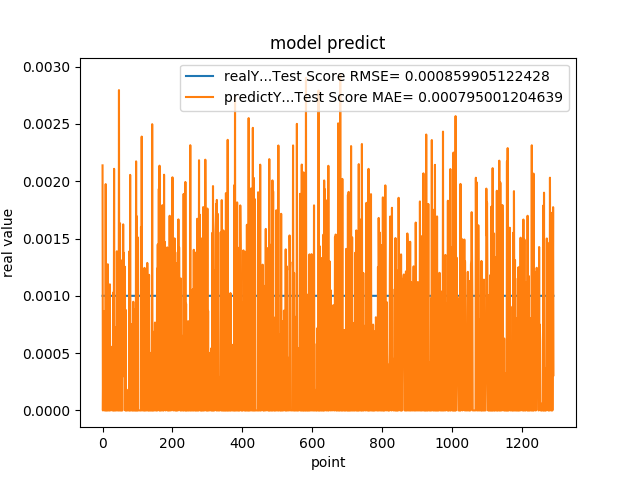 model predict
realY...Test Score RMSE= 0.000859905122428
predictY...Test Score MAE= 0.000795001204639
0.0030
0.0025
0.0020
0.0015
0.0010
0.0005
0.0000
real value
0 200 400 600 800 1000 1200
point